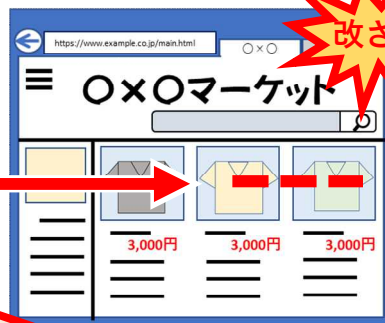 改さ
https://www.example.co.jp/main.html
○×○
○×○マーケット
3,000円 3,000円 3,000円